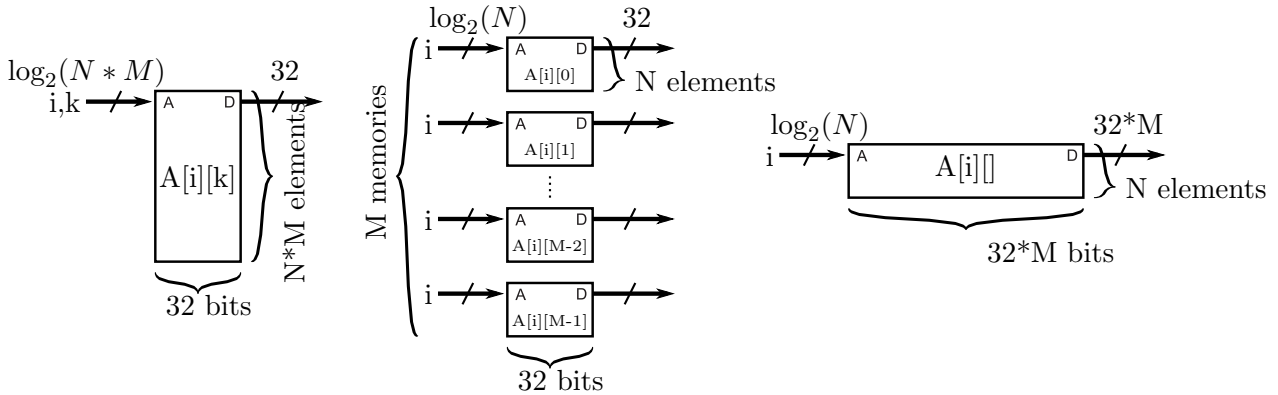 log₂(N ∗ M)
i,k
32
A
D
A[i][k]
N*M elements
32 bits
M memories
log₂(N)
i
32
A
D
A[i][0]
N elements
i
A
D
A[i][1]
i
A
D
A[i][M-2]
i
A
D
A[i][M-1]
32 bits
log₂(N)
i
32*M
A
D
A[i][]
N elements
32*M bits